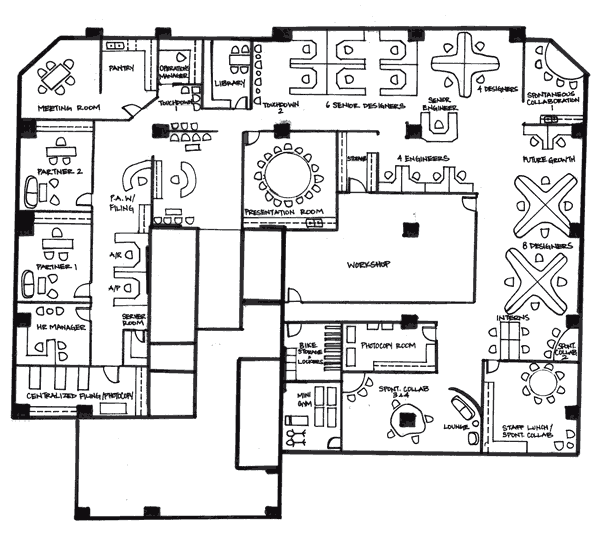 MEETING ROOM
PANTRY
OPERATIONS
MANAGER
TOUCHDOWN
1
LIBRARY
TOUCHDOWN
2
6 SENIOR DESIGNERS
4 DESIGNERS
SENIOR
ENGINEER
SPONTANEOUS
COLLABORATION
1
PARTNER 2
P.A. W/
FILING
PRESENTATION ROOM
STORAGE
4 ENGINEERS
FUTURE GROWTH
8 DESIGNERS
PARTNER 1
A/R
A/P
WORKSHOP
HR MANAGER
SERVER
ROOM
INTERNS
SPONT.
COLLAB
2
BIKE
STORAGE
+
LOCKERS
PHOTOCOPY ROOM
CENTRALIZED FILING/PHOTOCOPY
MINI
GYM
SPONT. COLLAB
3 & 4
LOUNGE
STAFF LUNCH/
SPONT. COLLAB